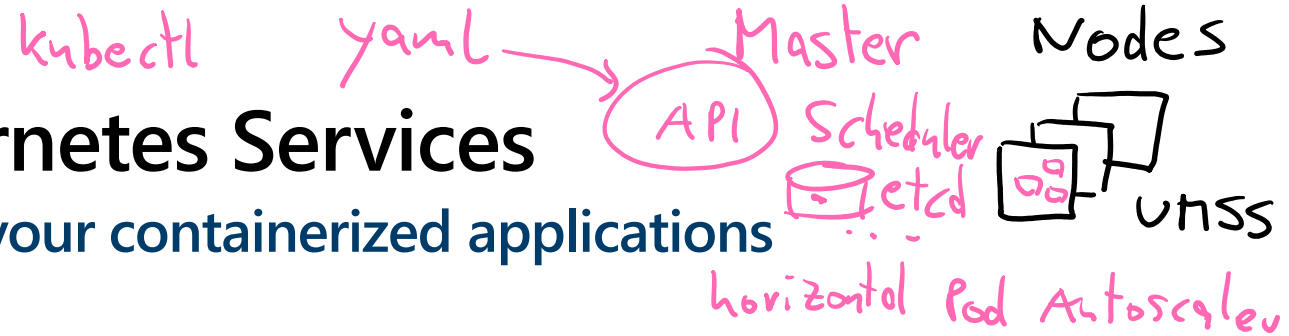 kubectl yaml Master Nodes
rnetes Services API Scheduler
etcd
your containerized applications VMSS
horizontal Pod Autoscaler